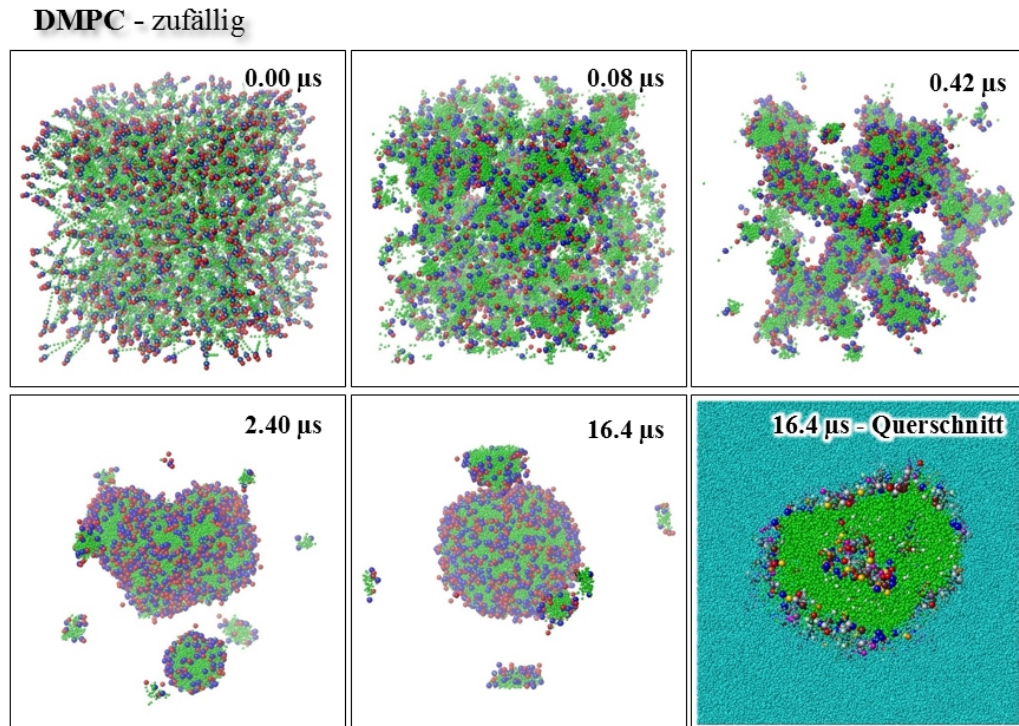 DMPC - zufällig
0.00 µs
0.08 µs
0.42 µs
2.40 µs
16.4 µs
16.4 µs - Querschnitt